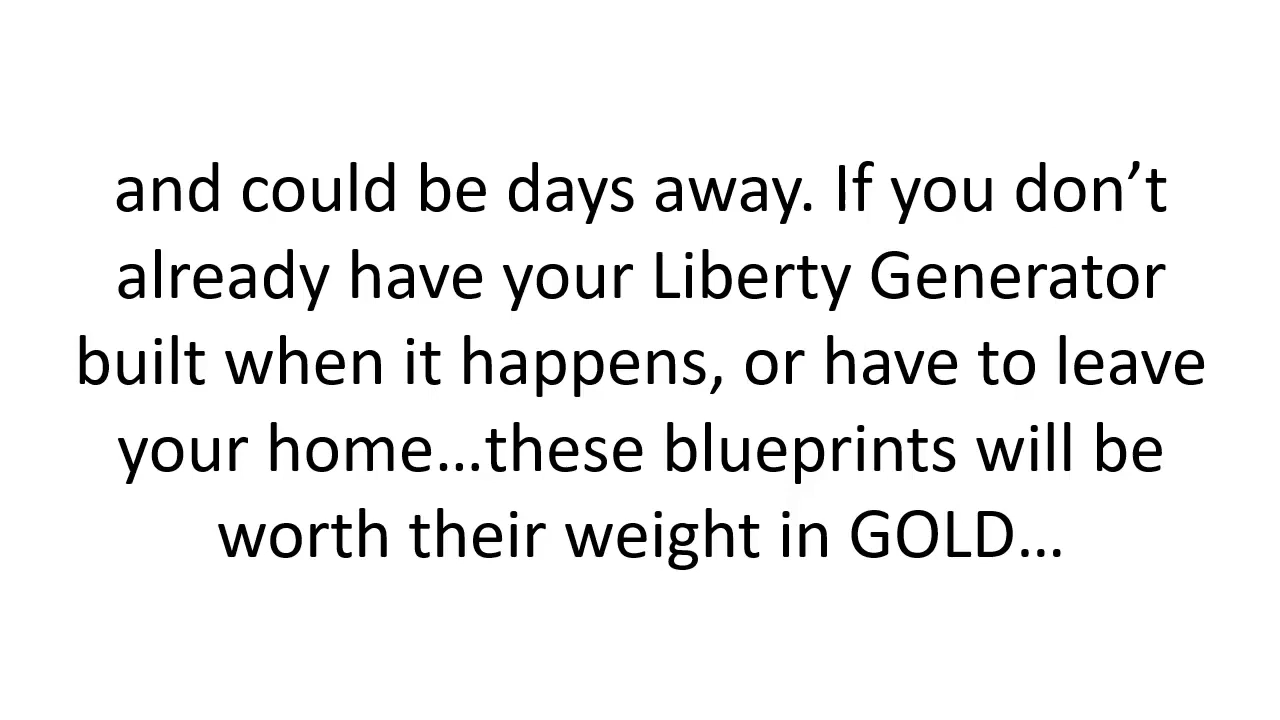 and could be days away. If you don’t
already have your Liberty Generator
built when it happens, or have to leave
your home…these blueprints will be
worth their weight in GOLD…